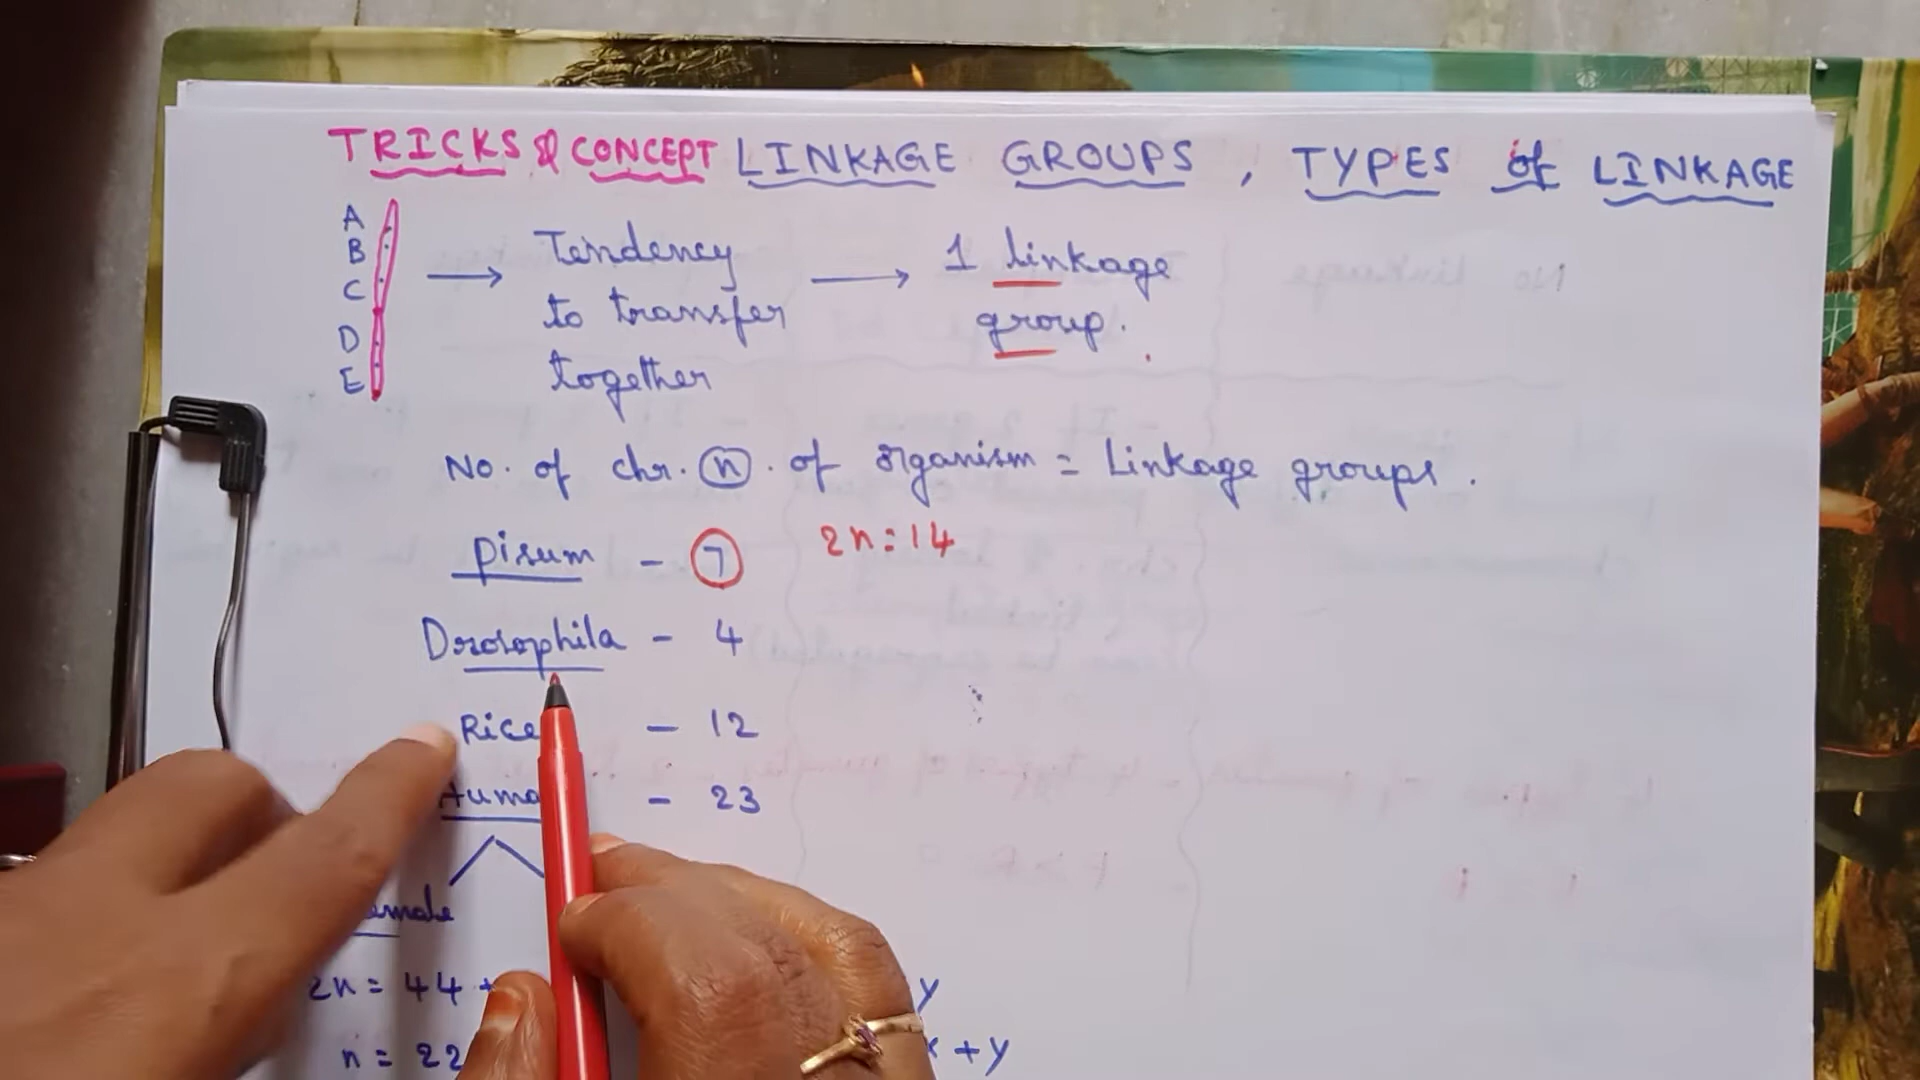 TRICKS & CONCEPT LINKAGE GROUPS, TYPES of LINKAGE
A
B
C
D
E
Tendency
to transfer
together
1 linkage
group.
No. of chr. n. of organism = Linkage groups.
Pisum - 7 2n=14
Drosophila - 4
Rice - 12
- 23
2n = 44 + y
n = 22 x + y